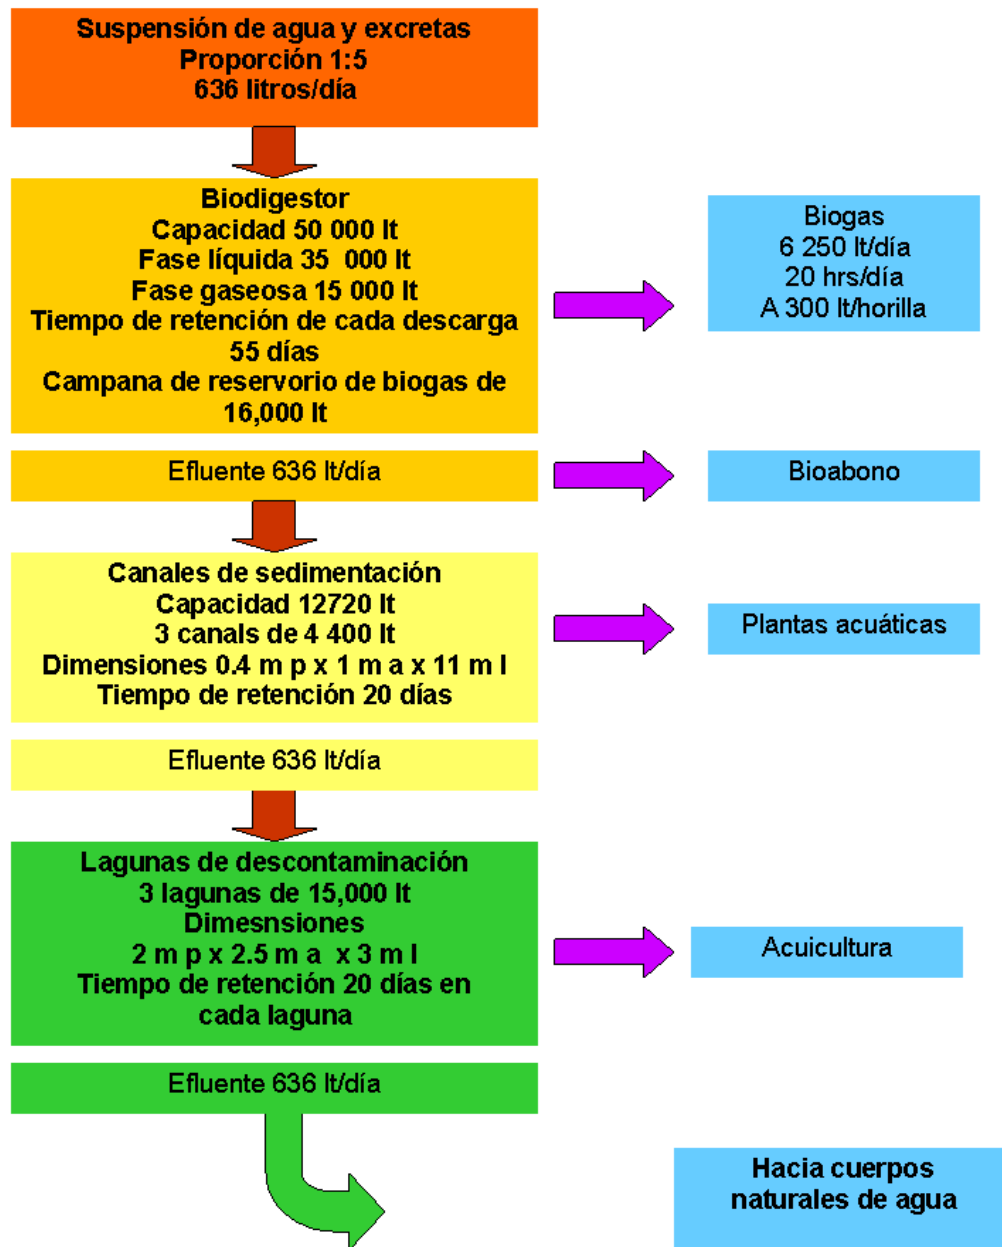 Suspensión de agua y excretas
Proporción 1:5
636 litros/día
Biodigestor
Capacidad 50 000 lt
Fase líquida 35 000 lt
Fase gaseosa 15 000 lt
Tiempo de retención de cada descarga
55 días
Campana de reservorio de biogas de
16,000 lt
Biogas
6 250 lt/día
20 hrs/día
A 300 lt/horilla
Efluente 636 lt/día
Bioabono
Canales de sedimentación
Capacidad 12720 lt
3 canals de 4 400 lt
Dimensiones 0.4 m p x 1 m a x 11 m l
Tiempo de retención 20 días
Plantas acuáticas
Efluente 636 lt/día
Lagunas de descontaminación
3 lagunas de 15,000 lt
Dimesnsiones
2 m p x 2.5 m a x 3 m l
Tiempo de retención 20 días en
cada laguna
Acuicultura
Efluente 636 lt/día
Hacia cuerpos
naturales de agua